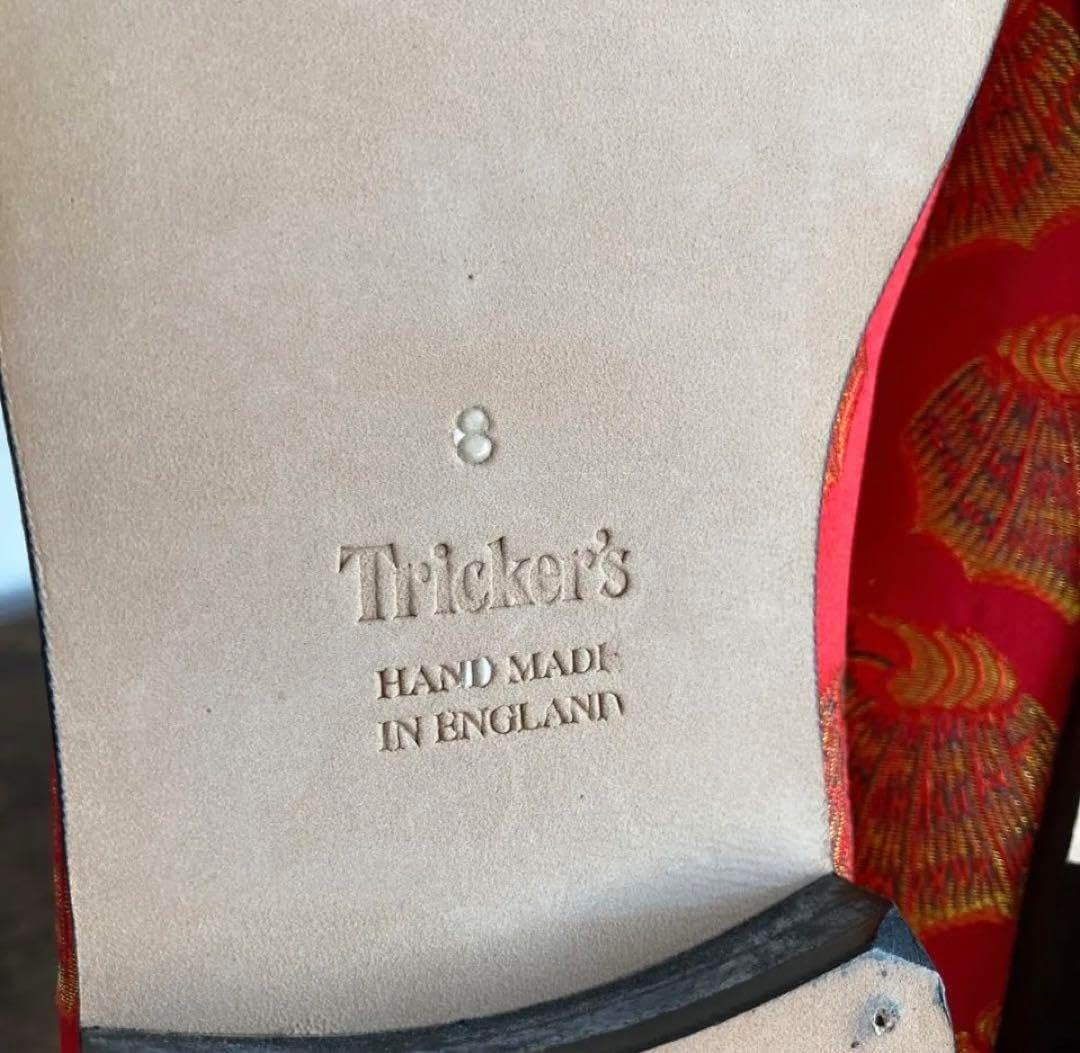 8
Tricker's
HAND MADE
IN ENGLAND